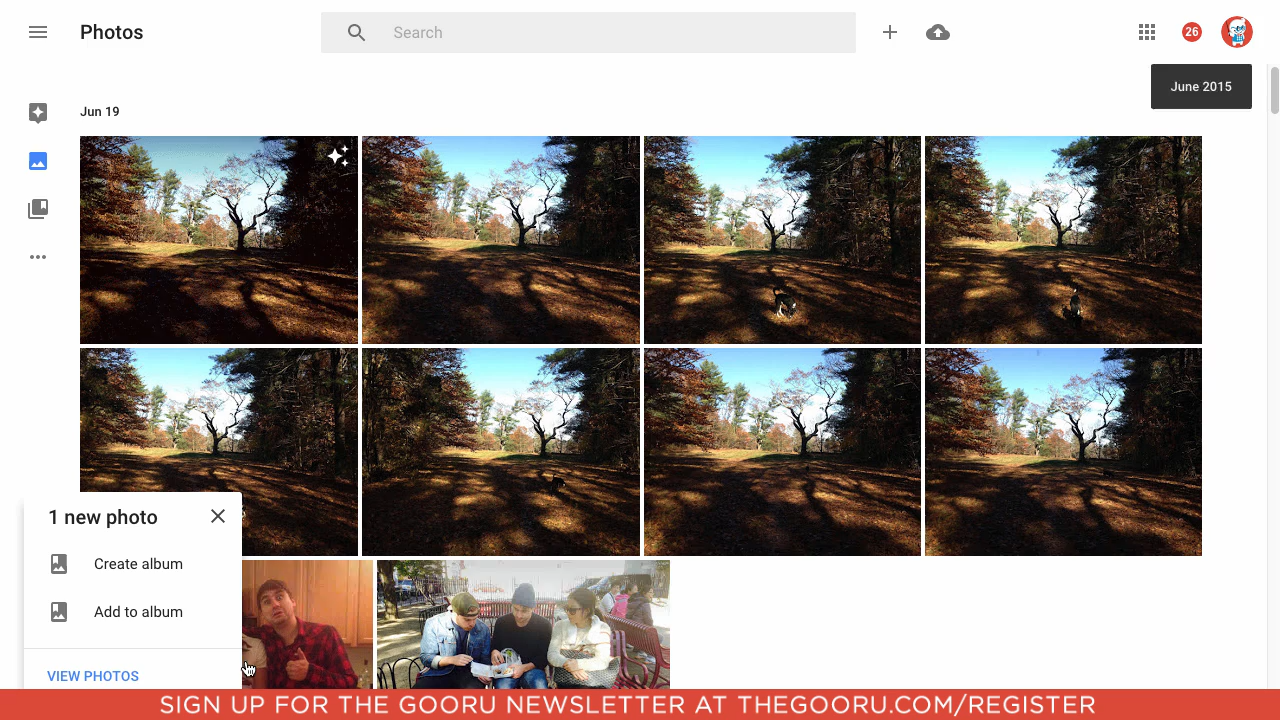 Photos
Search
26
June 2015
Jun 19
1 new photo
Create album
Add to album
VIEW PHOTOS
SIGN UP FOR THE GOORU NEWSLETTER AT THEGOORU.COM/REGISTER